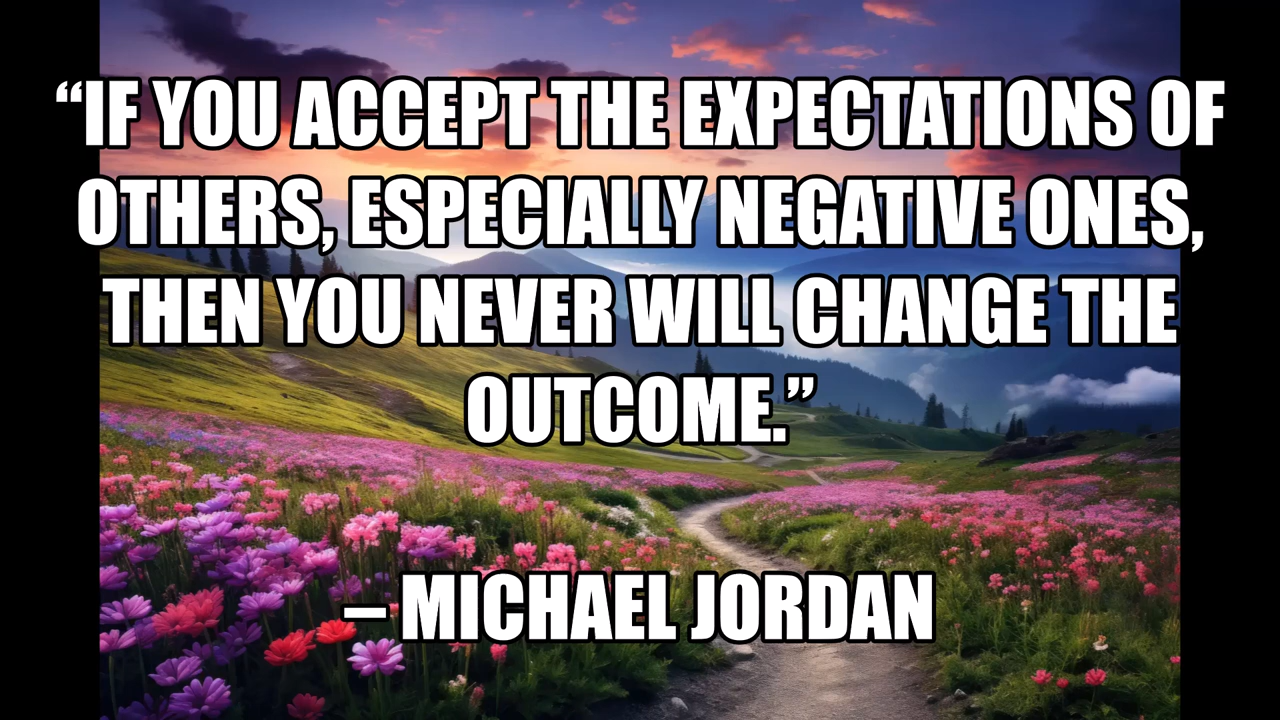 “IF YOU ACCEPT THE EXPECTATIONS OF
OTHERS, ESPECIALLY NEGATIVE ONES,
THEN YOU NEVER WILL CHANGE THE
OUTCOME.”
– MICHAEL JORDAN